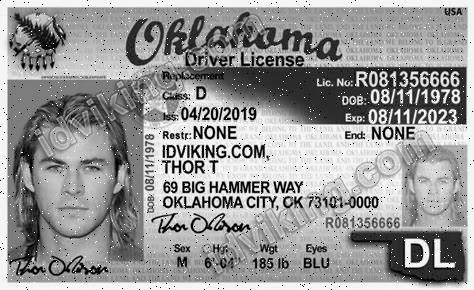 USA
Oklahoma
Driver License
Replacement
Class: D
Iss: 04/20/2019
Lic. No: R081356666
DOB: 08/11/1978
Exp: 08/11/2023
Restr: NONE
End: NONE
IDVIKING.COM,
THOR T
69 BIG HAMMER WAY
OKLAHOMA CITY, OK 73101-0000
DOB: 08/11/1978
R081356666
Thor Odinson
Sex Hgt Wgt Eyes
M 6'-04" 185 lb BLU
Thor Odinson
DL
idviking.com
idviking.com